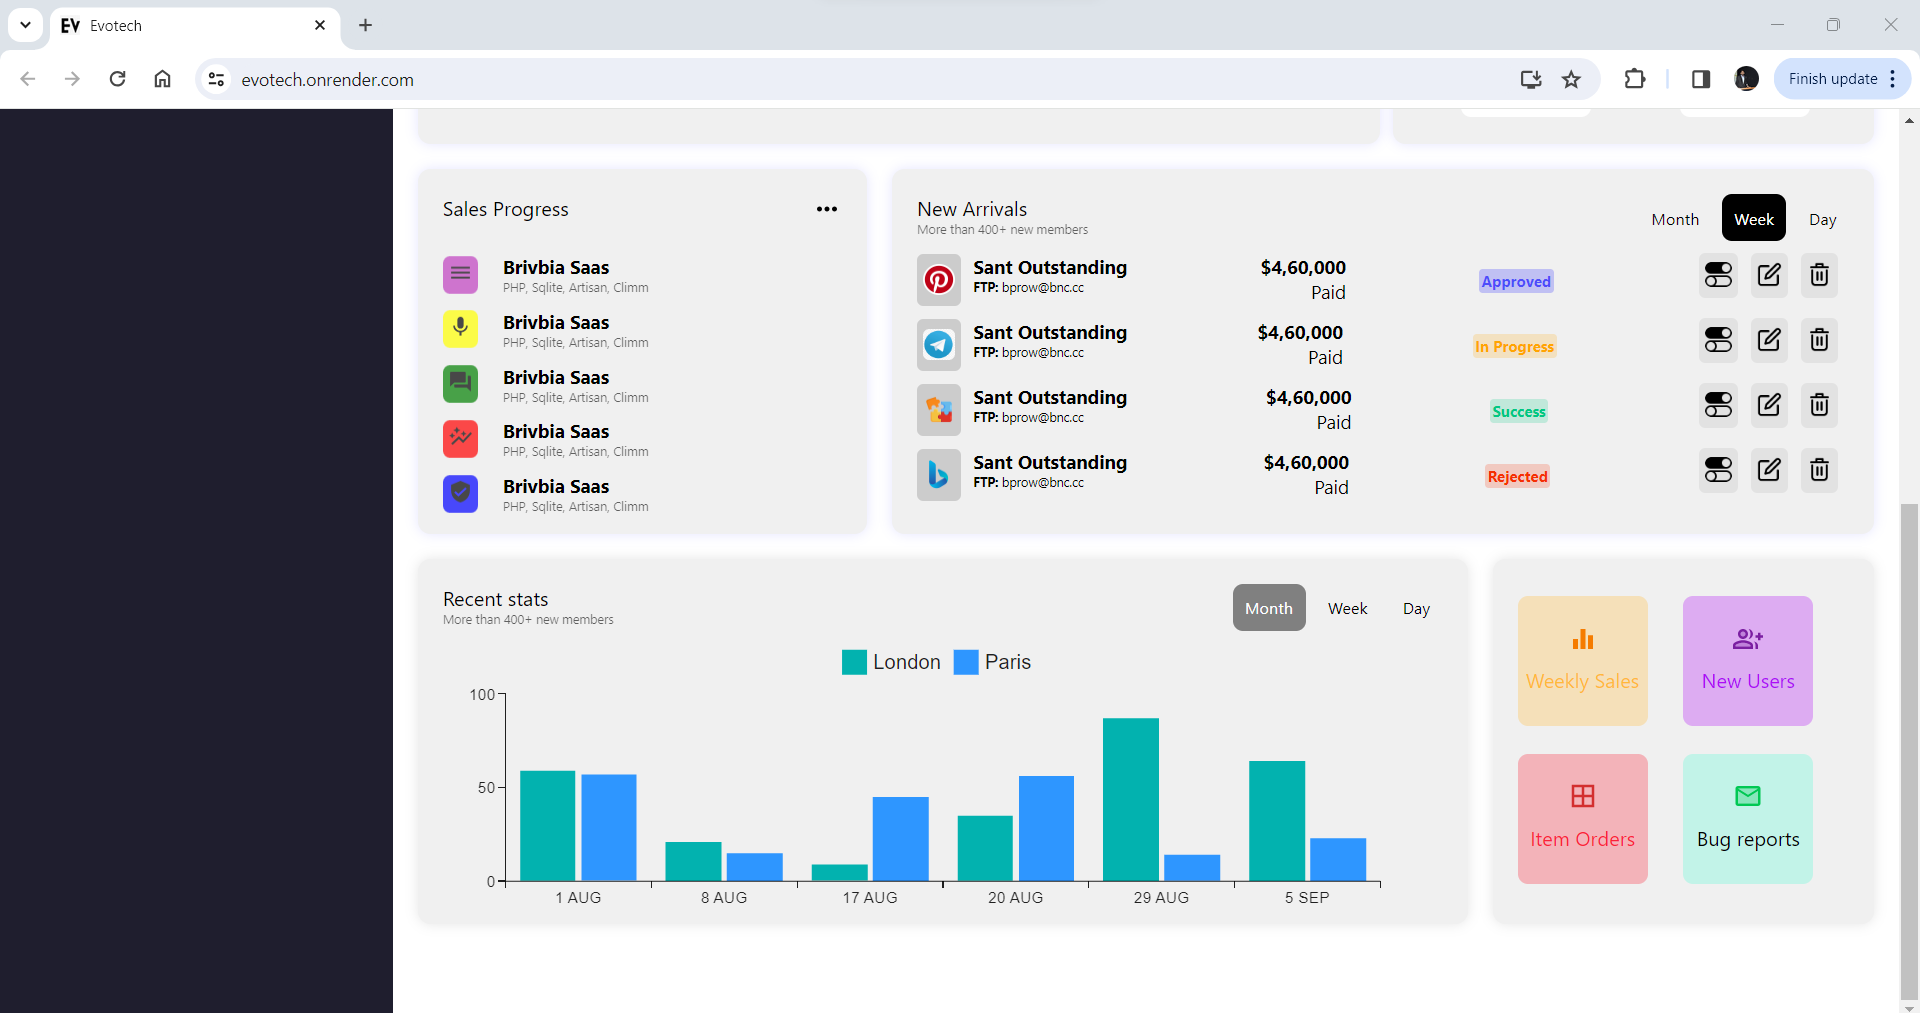 EV Evotech
evotech.onrender.com
Finish update
Sales Progress
Brivbia Saas
PHP, Sqlite, Artisan, Climm
Brivbia Saas
PHP, Sqlite, Artisan, Climm
Brivbia Saas
PHP, Sqlite, Artisan, Climm
Brivbia Saas
PHP, Sqlite, Artisan, Climm
Brivbia Saas
PHP, Sqlite, Artisan, Climm
New Arrivals
More than 400+ new members
Month Week Day
Sant Outstanding $4,60,000
FTP: bprow@bnc.cc Paid
Approved
Sant Outstanding $4,60,000
FTP: bprow@bnc.cc Paid
In Progress
Sant Outstanding $4,60,000
FTP: bprow@bnc.cc Paid
Success
Sant Outstanding $4,60,000
FTP: bprow@bnc.cc Paid
Rejected
Recent stats
More than 400+ new members
Month Week Day
London Paris
100
50
0
1 AUG 8 AUG 17 AUG 20 AUG 29 AUG 5 SEP
Weekly Sales
New Users
Item Orders
Bug reports